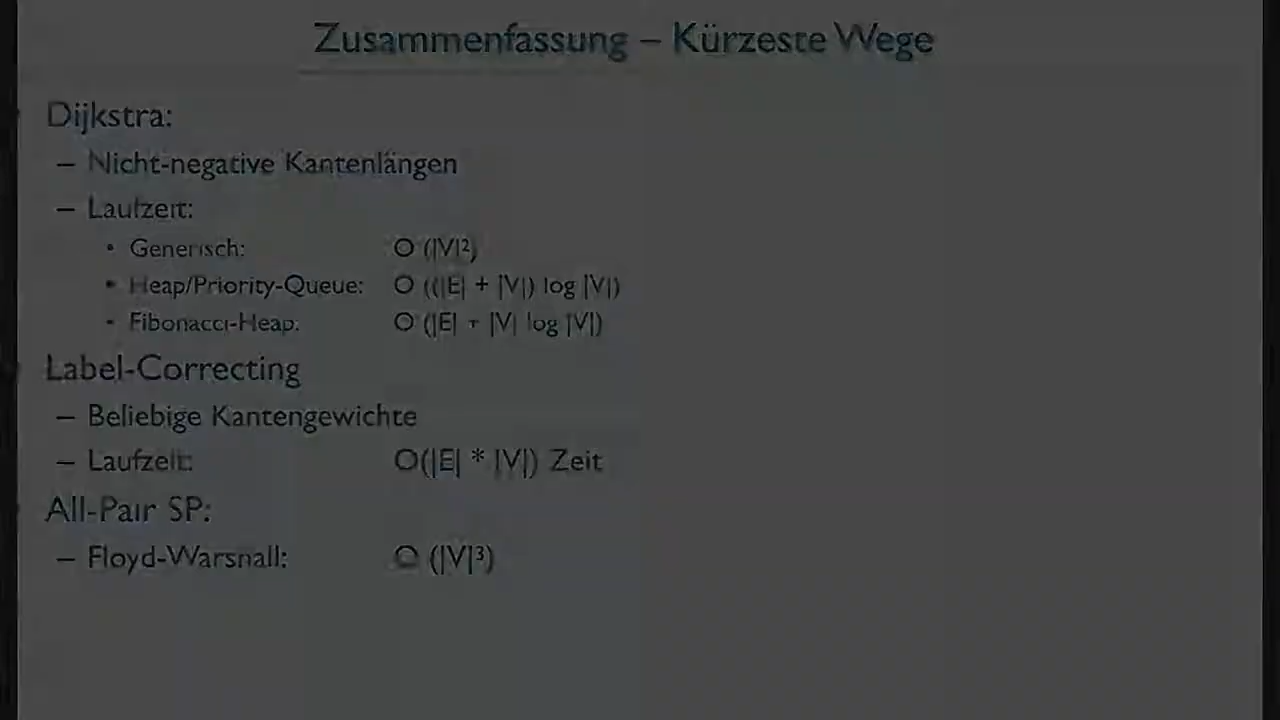 Zusammenfassung – Kürzeste Wege
Dijkstra:
– Nicht-negative Kantenlängen
– Laufzeit:
• Generisch: O (|V|²)
• Heap/Priority-Queue: O ((|E| + |V|) log |V|)
• Fibonacci-Heap: O (|E| + |V| log |V|)
Label-Correcting
– Beliebige Kantengewichte
– Laufzeit: O(|E| * |V|) Zeit
All-Pair SP:
– Floyd-Warshall: O (|V|³)